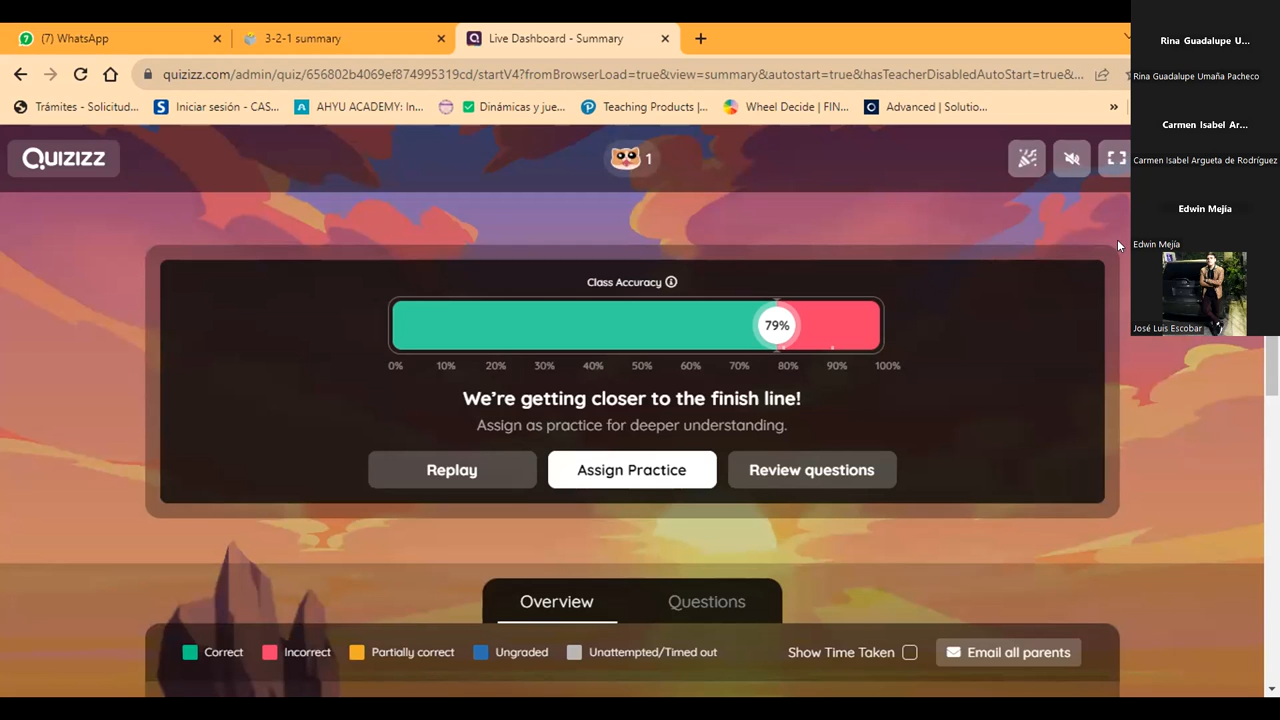 (7) WhatsApp
3-2-1 summary
Live Dashboard - Summary
quizizz.com/admin/quiz/656802b4069ef874995319cd/startV4?fromBrowserLoad=true&view=summary&autostart=true&hasTeacherDisabledAutoStart=true&...
Trámites - Solicitud...
Iniciar sesión - CAS...
AHYU ACADEMY: In...
Dinámicas y jue...
Teaching Products |...
Wheel Decide | FIN...
Advanced | Solutio...
»
Quizizz
1
Class Accuracy
79%
0% 10% 20% 30% 40% 50% 60% 70% 80% 90% 100%
We're getting closer to the finish line!
Assign as practice for deeper understanding.
Replay
Assign Practice
Review questions
Overview
Questions
Correct
Incorrect
Partially correct
Ungraded
Unattempted/Timed out
Show Time Taken
Email all parents
Rina Guadalupe U...
Rina Guadalupe Umaña Pacheco
Carmen Isabel Ar...
Carmen Isabel Argueta de Rodríguez
Edwin Mejía
Edwin Mejía
José Luis Escobar